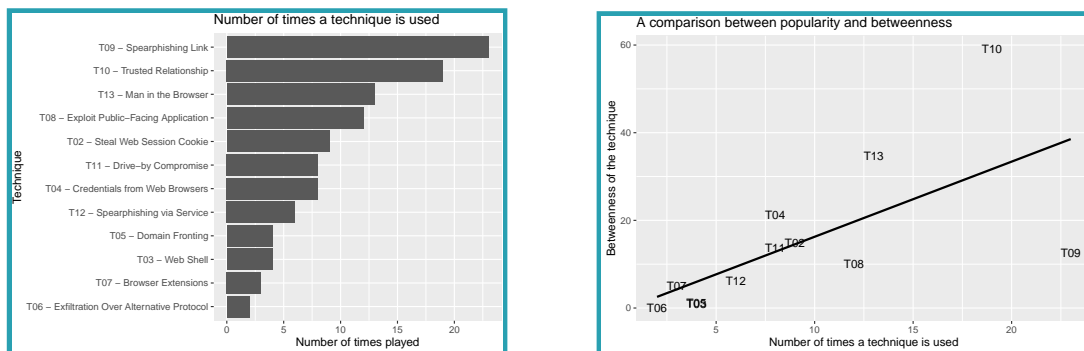 Number of times a technique is used
Technique
T09 – Spearphishing Link
T10 – Trusted Relationship
T13 – Man in the Browser
T08 – Exploit Public–Facing Application
T02 – Steal Web Session Cookie
T11 – Drive–by Compromise
T04 – Credentials from Web Browsers
T12 – Spearphishing via Service
T05 – Domain Fronting
T03 – Web Shell
T07 – Browser Extensions
T06 – Exfiltration Over Alternative Protocol
0 5 10 15 20
Number of times played
A comparison between popularity and betweenness
Betweenness of the technique
60
40
20
0
T10
T13
T04
T11 T02
T09
T08
T12
T07
T06
5 10 15 20
Number of times a technique is used